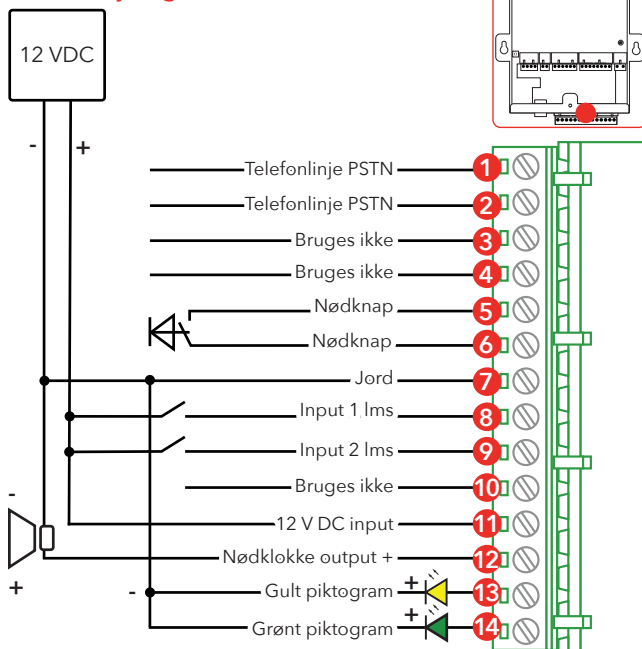 12 VDC
- +
Telefonlinje PSTN 1
Telefonlinje PSTN 2
Bruges ikke 3
Bruges ikke 4
Nødknap 5
Nødknap 6
Jord 7
Input 1 lms 8
Input 2 lms 9
Bruges ikke 10
12 V DC input 11
-
Nødklokke output + 12
+
- Gult piktogram + 13
Grønt piktogram + 14